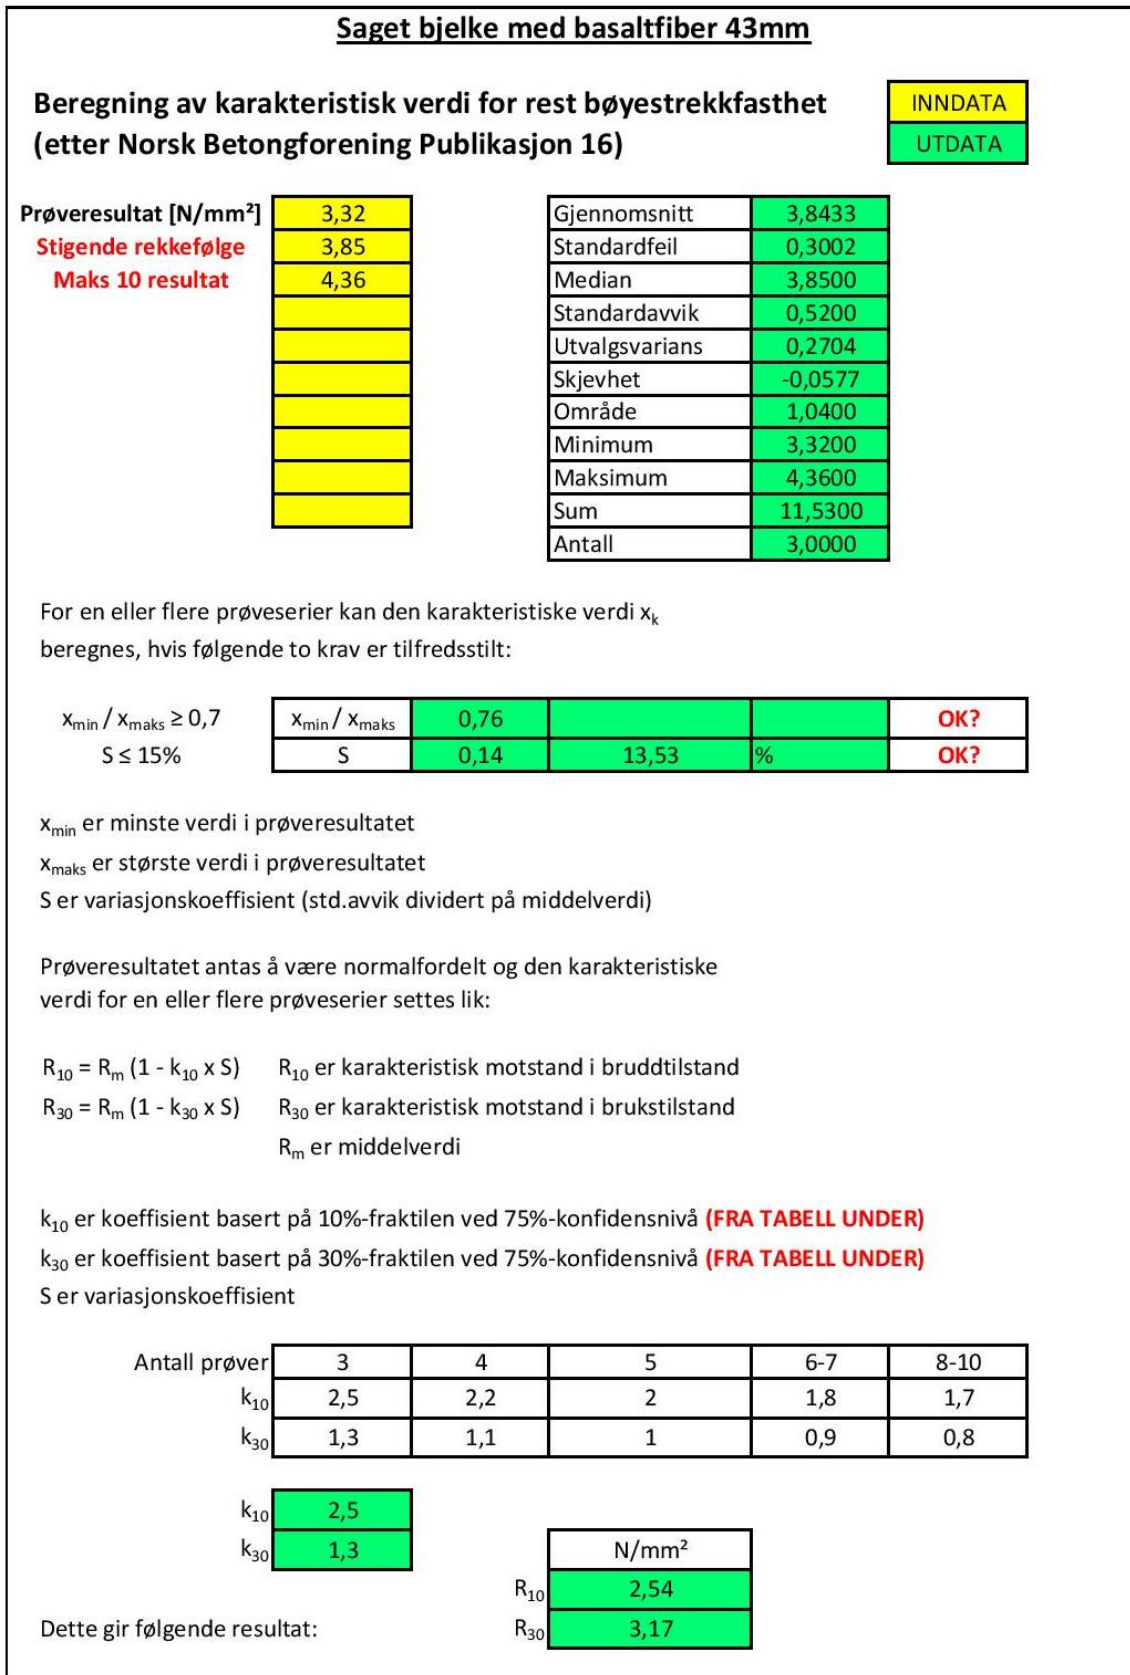 Saget bjelke med basaltfiber 43mm
Beregning av karakteristisk verdi for rest bøyestrekkfasthet
(etter Norsk Betongforening Publikasjon 16)
INNDATA
UTDATA
Prøveresultat [N/mm²] 3,32
Stigende rekkefølge 3,85
Maks 10 resultat 4,36
Gjennomsnitt 3,8433
Standardfeil 0,3002
Median 3,8500
Standardavvik 0,5200
Utvalgsvarians 0,2704
Skjevhet -0,0577
Område 1,0400
Minimum 3,3200
Maksimum 4,3600
Sum 11,5300
Antall 3,0000
For en eller flere prøveserier kan den karakteristiske verdi xk
beregnes, hvis følgende to krav er tilfredsstilt:
xmin / xmaks ≥ 0,7 xmin / xmaks 0,76 OK?
S ≤ 15% S 0,14 13,53 % OK?
xmin er minste verdi i prøveresultatet
xmaks er største verdi i prøveresultatet
S er variasjonskoeffisient (std.avvik dividert på middelverdi)
Prøveresultatet antas å være normalfordelt og den karakteristiske
verdi for en eller flere prøveserier settes lik:
R10 = Rm (1 - k10 x S) R10 er karakteristisk motstand i bruddtilstand
R30 = Rm (1 - k30 x S) R30 er karakteristisk motstand i brukstilstand
Rm er middelverdi
k10 er koeffisient basert på 10%-fraktilen ved 75%-konfidensnivå (FRA TABELL UNDER)
k30 er koeffisient basert på 30%-fraktilen ved 75%-konfidensnivå (FRA TABELL UNDER)
S er variasjonskoeffisient
Antall prøver 3 4 5 6-7 8-10
k10 2,5 2,2 2 1,8 1,7
k30 1,3 1,1 1 0,9 0,8
k10 2,5
k30 1,3
N/mm²
R10 2,54
Dette gir følgende resultat: R30 3,17